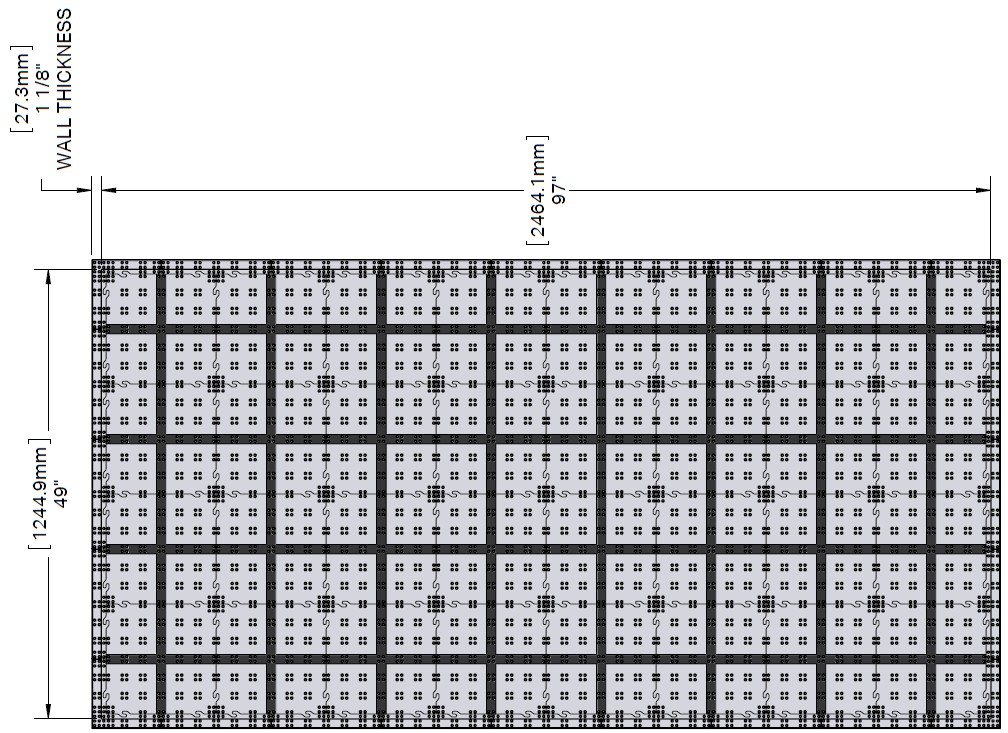 [27.3mm]
1 1/8"
WALL THICKNESS
[2464.1mm]
97"
[1244.9mm]
49"